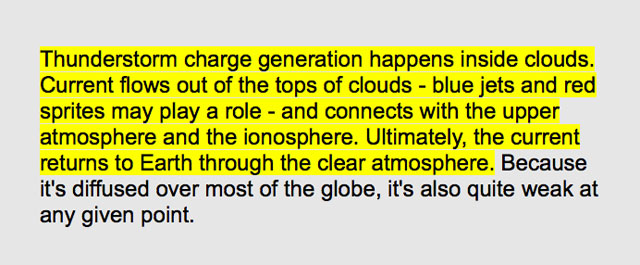 Thunderstorm charge generation happens inside clouds.
Current flows out of the tops of clouds - blue jets and red
sprites may play a role - and connects with the upper
atmosphere and the ionosphere. Ultimately, the current
returns to Earth through the clear atmosphere. Because
it's diffused over most of the globe, it's also quite weak at
any given point.